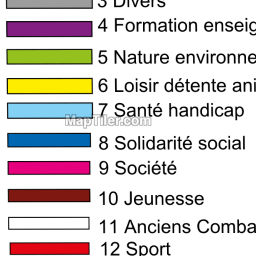 3 Divers
4 Formation enseig
5 Nature environne
6 Loisir détente ani
7 Santé handicap
MapTiler.com
8 Solidarité social
9 Société
10 Jeunesse
11 Anciens Comba
12 Sport